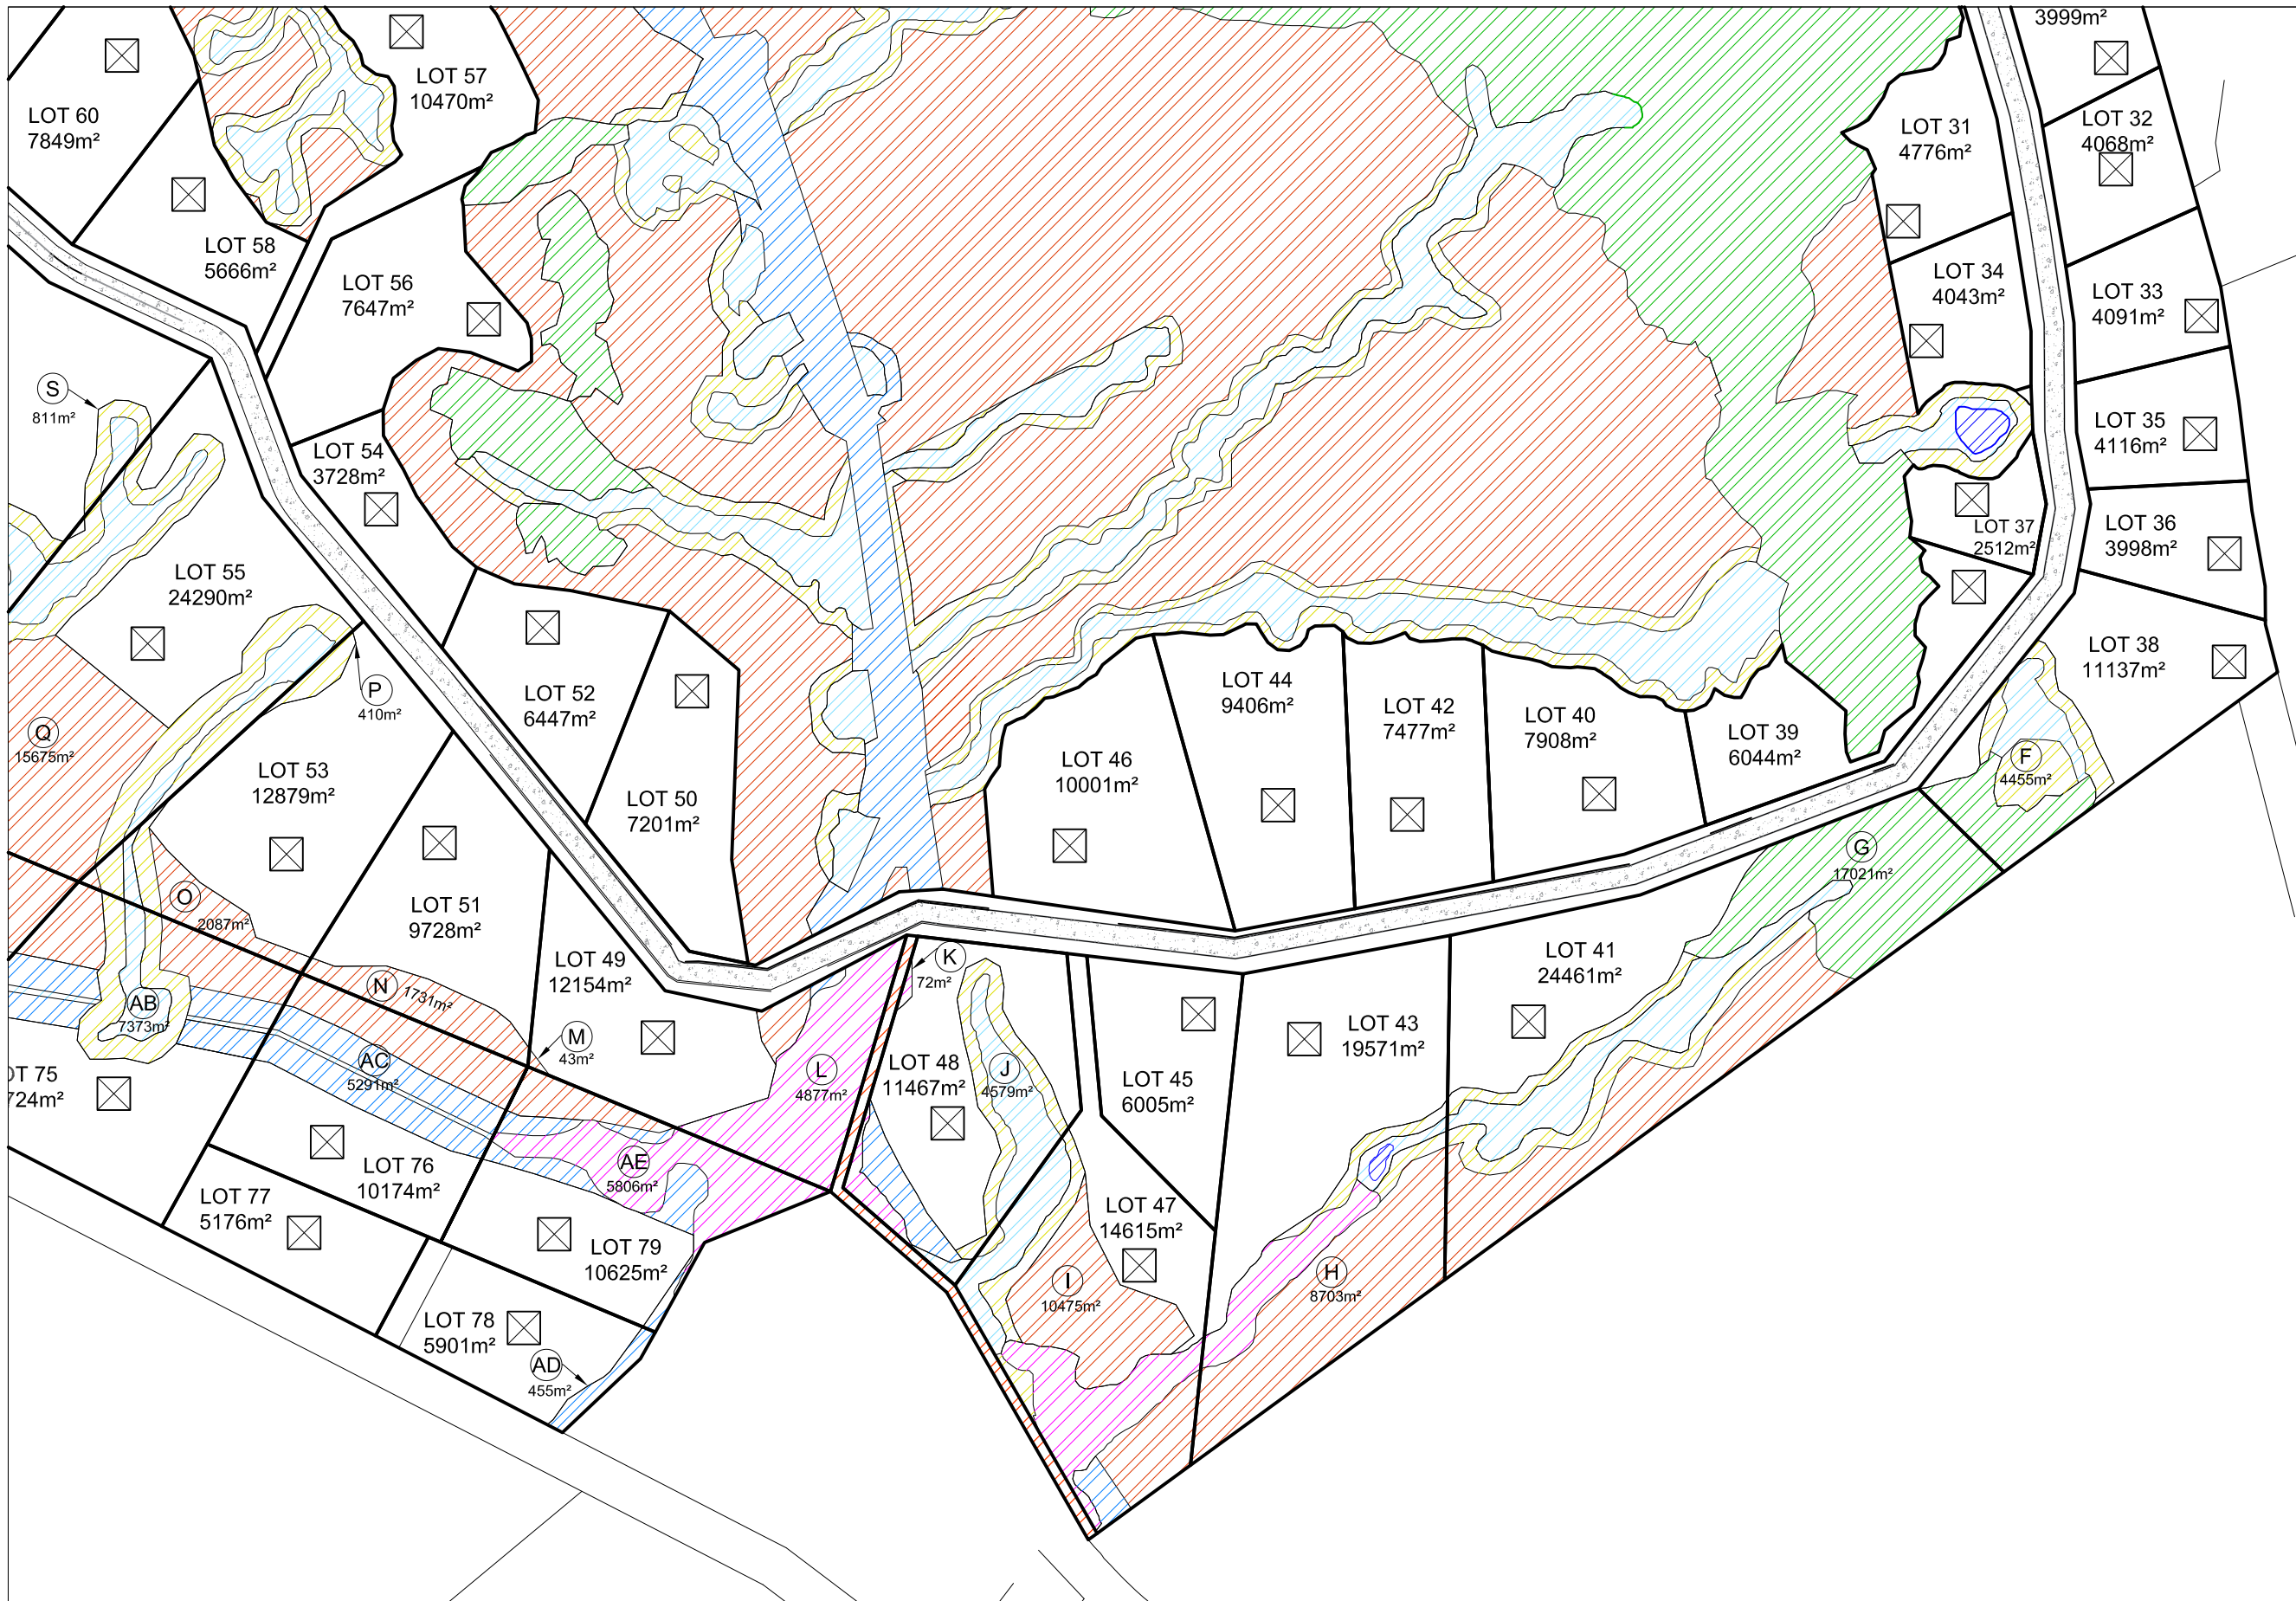 3999m²
LOT 57
10470m²
LOT 60
7849m²
LOT 31
4776m²
LOT 32
4068m²
LOT 58
5666m²
LOT 56
7647m²
LOT 34
4043m²
LOT 33
4091m²
S
811m²
LOT 54
3728m²
LOT 35
4116m²
LOT 37
2512m²
LOT 36
3998m²
LOT 55
24290m²
LOT 38
11137m²
P
410m²
LOT 52
6447m²
LOT 44
9406m²
LOT 42
7477m²
LOT 40
7908m²
LOT 39
6044m²
Q
15675m²
F
4455m²
LOT 53
12879m²
LOT 50
7201m²
LOT 46
10001m²
G
17021m²
O
2087m²
LOT 51
9728m²
LOT 49
12154m²
K
72m²
LOT 41
24461m²
N
1731m²
AB
7373m²
M
43m²
LOT 43
19571m²
AC
5291m²
L
4877m²
LOT 48
11467m²
J
4579m²
LOT 45
6005m²
OT 75
724m²
AE
5806m²
LOT 76
10174m²
LOT 77
5176m²
LOT 47
14615m²
LOT 79
10625m²
I
10475m²
H
8703m²
LOT 78
5901m²
AD
455m²